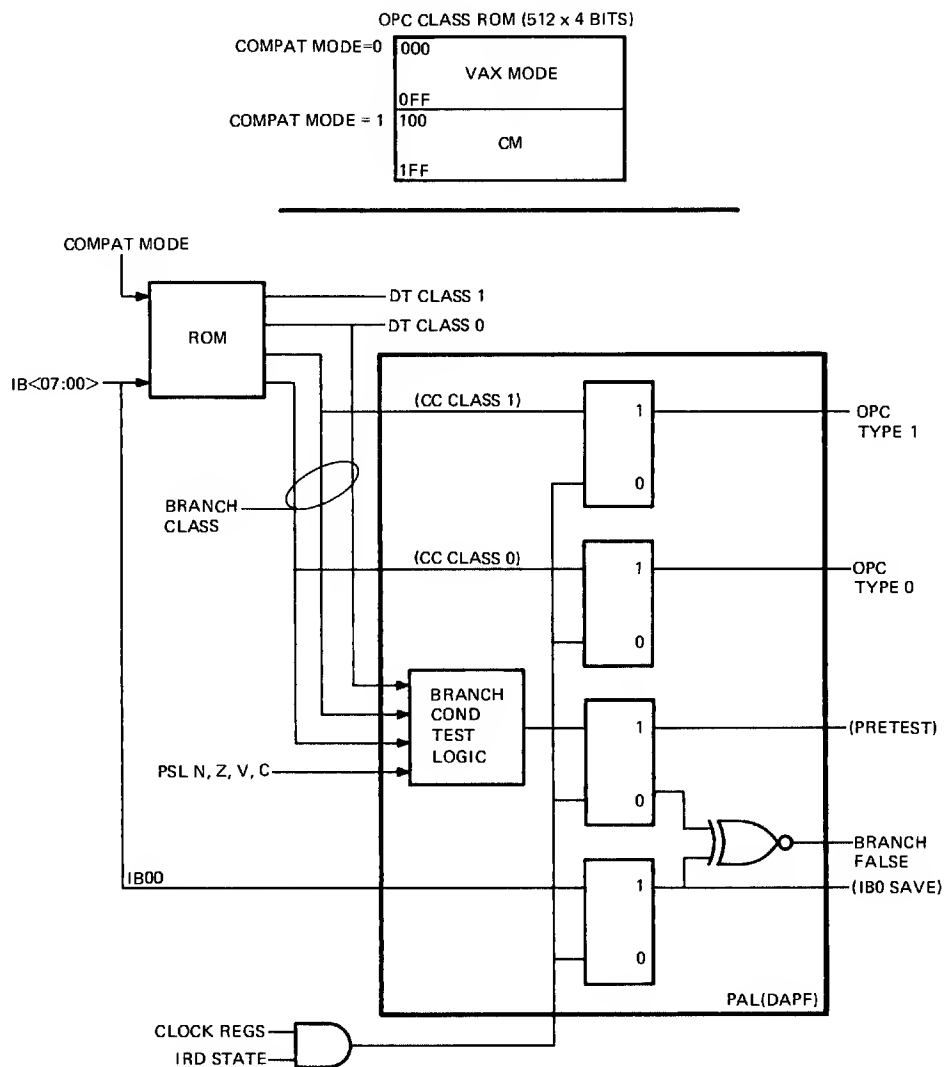 OPC CLASS ROM (512 x 4 BITS)
COMPAT MODE=0
000
VAX MODE
0FF
COMPAT MODE = 1
100
CM
1FF
COMPAT MODE
ROM
DT CLASS 1
DT CLASS 0
IB<07:00>
(CC CLASS 1)
1
OPC
TYPE 1
0
BRANCH
CLASS
(CC CLASS 0)
1
OPC
TYPE 0
0
BRANCH
COND
TEST
LOGIC
1
(PRETEST)
PSL N, Z, V, C
0
BRANCH
FALSE
IB00
1
(IB0 SAVE)
0
PAL(DAPF)
CLOCK REGS
IRD STATE